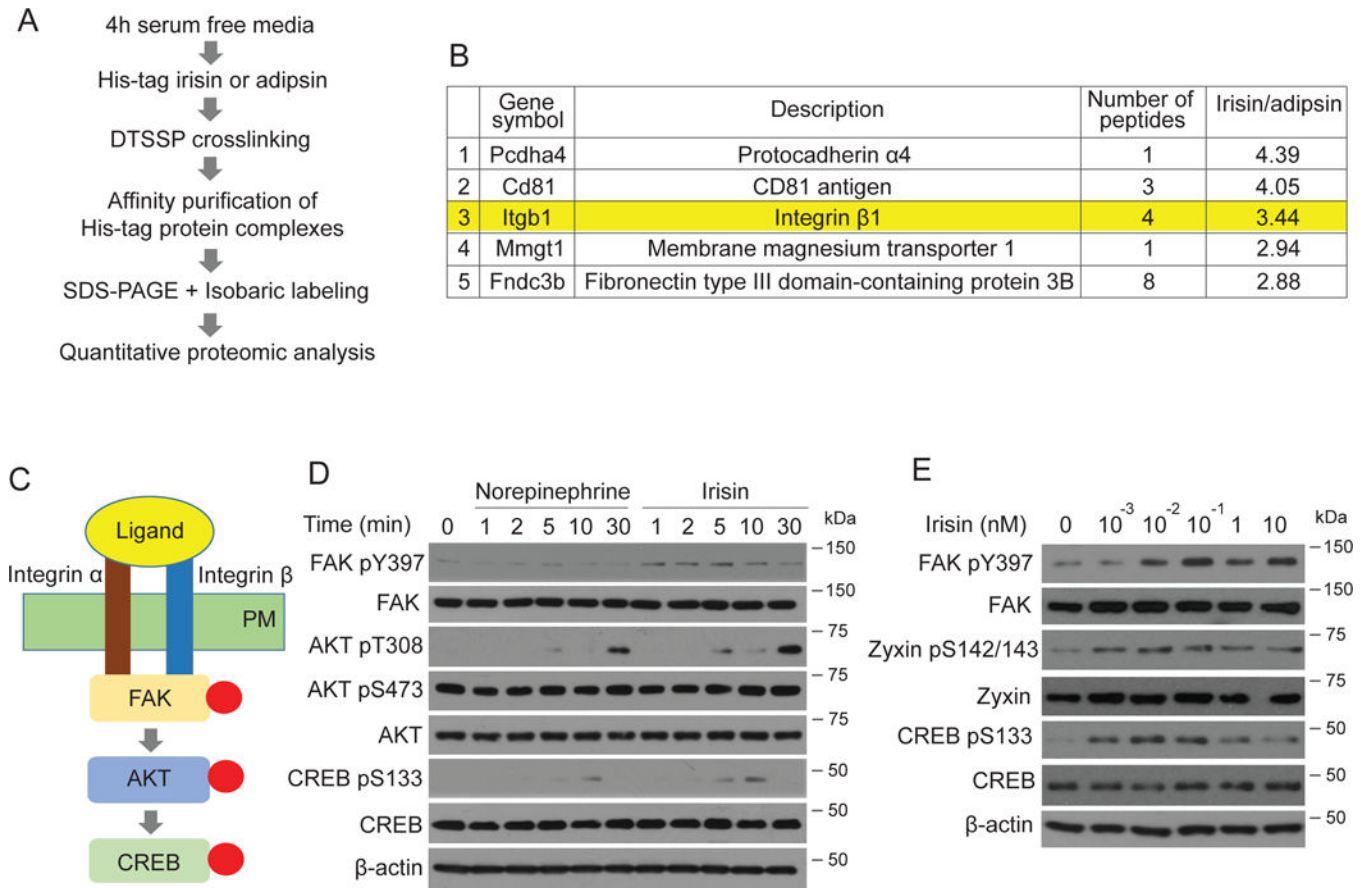 A
4h serum free media
His-tag irisin or adipsin
DTSSP crosslinking
Affinity purification of
His-tag protein complexes
SDS-PAGE + Isobaric labeling
Quantitative proteomic analysis
B
Gene symbol Description Number of peptides Irisin/adipsin
1 Pcdha4 Protocadherin α4 1 4.39
2 Cd81 CD81 antigen 3 4.05
3 Itgb1 Integrin β1 4 3.44
4 Mmgt1 Membrane magnesium transporter 1 1 2.94
5 Fndc3b Fibronectin type III domain-containing protein 3B 8 2.88
C
Ligand
Integrin α Integrin β
PM
FAK
AKT
CREB
D
Norepinephrine Irisin
Time (min) 0 1 2 5 10 30 1 2 5 10 30 kDa
FAK pY397 – 150
FAK – 150
AKT pT308 – 75
AKT pS473 – 75
AKT – 75
CREB pS133 – 50
CREB – 50
β-actin – 50
E
Irisin (nM) 0 10⁻³ 10⁻² 10⁻¹ 1 10 kDa
FAK pY397 – 150
FAK – 150
Zyxin pS142/143 – 75
Zyxin – 75
CREB pS133 – 50
CREB – 50
β-actin – 50